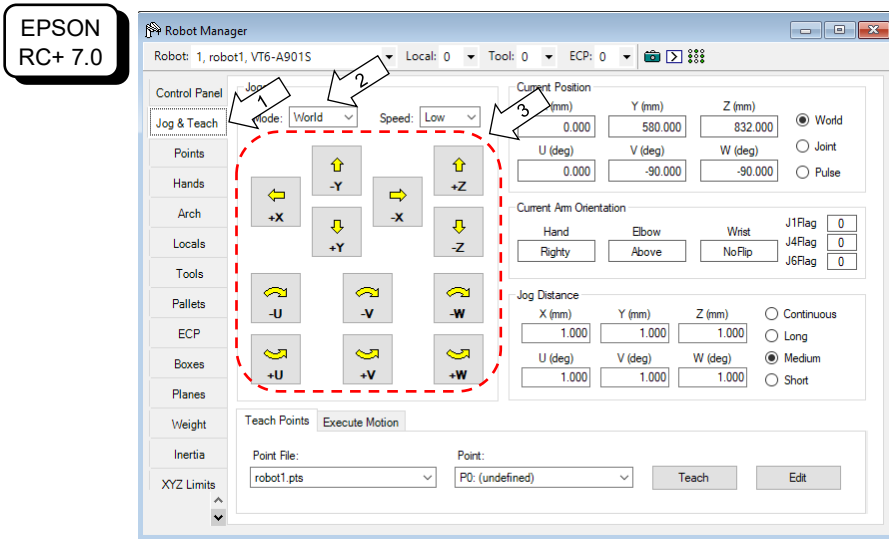 EPSON
RC+ 7.0
Robot Manager
Robot: 1, robot1, VT6-A901S Local: 0 Tool: 0 ECP: 0
Control Panel
Jog & Teach
Points
Hands
Arch
Locals
Tools
Pallets
ECP
Boxes
Planes
Weight
Inertia
XYZ Limits
1
2
3
Mode: World Speed: Low
-Y
+Z
+X
-X
+Y
-Z
-U
-V
-W
+U
+V
+W
Current Position
(mm) Y (mm) Z (mm)
0.000 580.000 832.000
U (deg) V (deg) W (deg)
0.000 -90.000 -90.000
World
Joint
Pulse
Current Arm Orientation
Hand Elbow Wrist
Righty Above NoFlip
J1Flag 0
J4Flag 0
J6Flag 0
Jog Distance
X (mm) Y (mm) Z (mm)
1.000 1.000 1.000
U (deg) V (deg) W (deg)
1.000 1.000 1.000
Continuous
Long
Medium
Short
Teach Points Execute Motion
Point File: Point:
robot1.pts P0: (undefined) Teach Edit